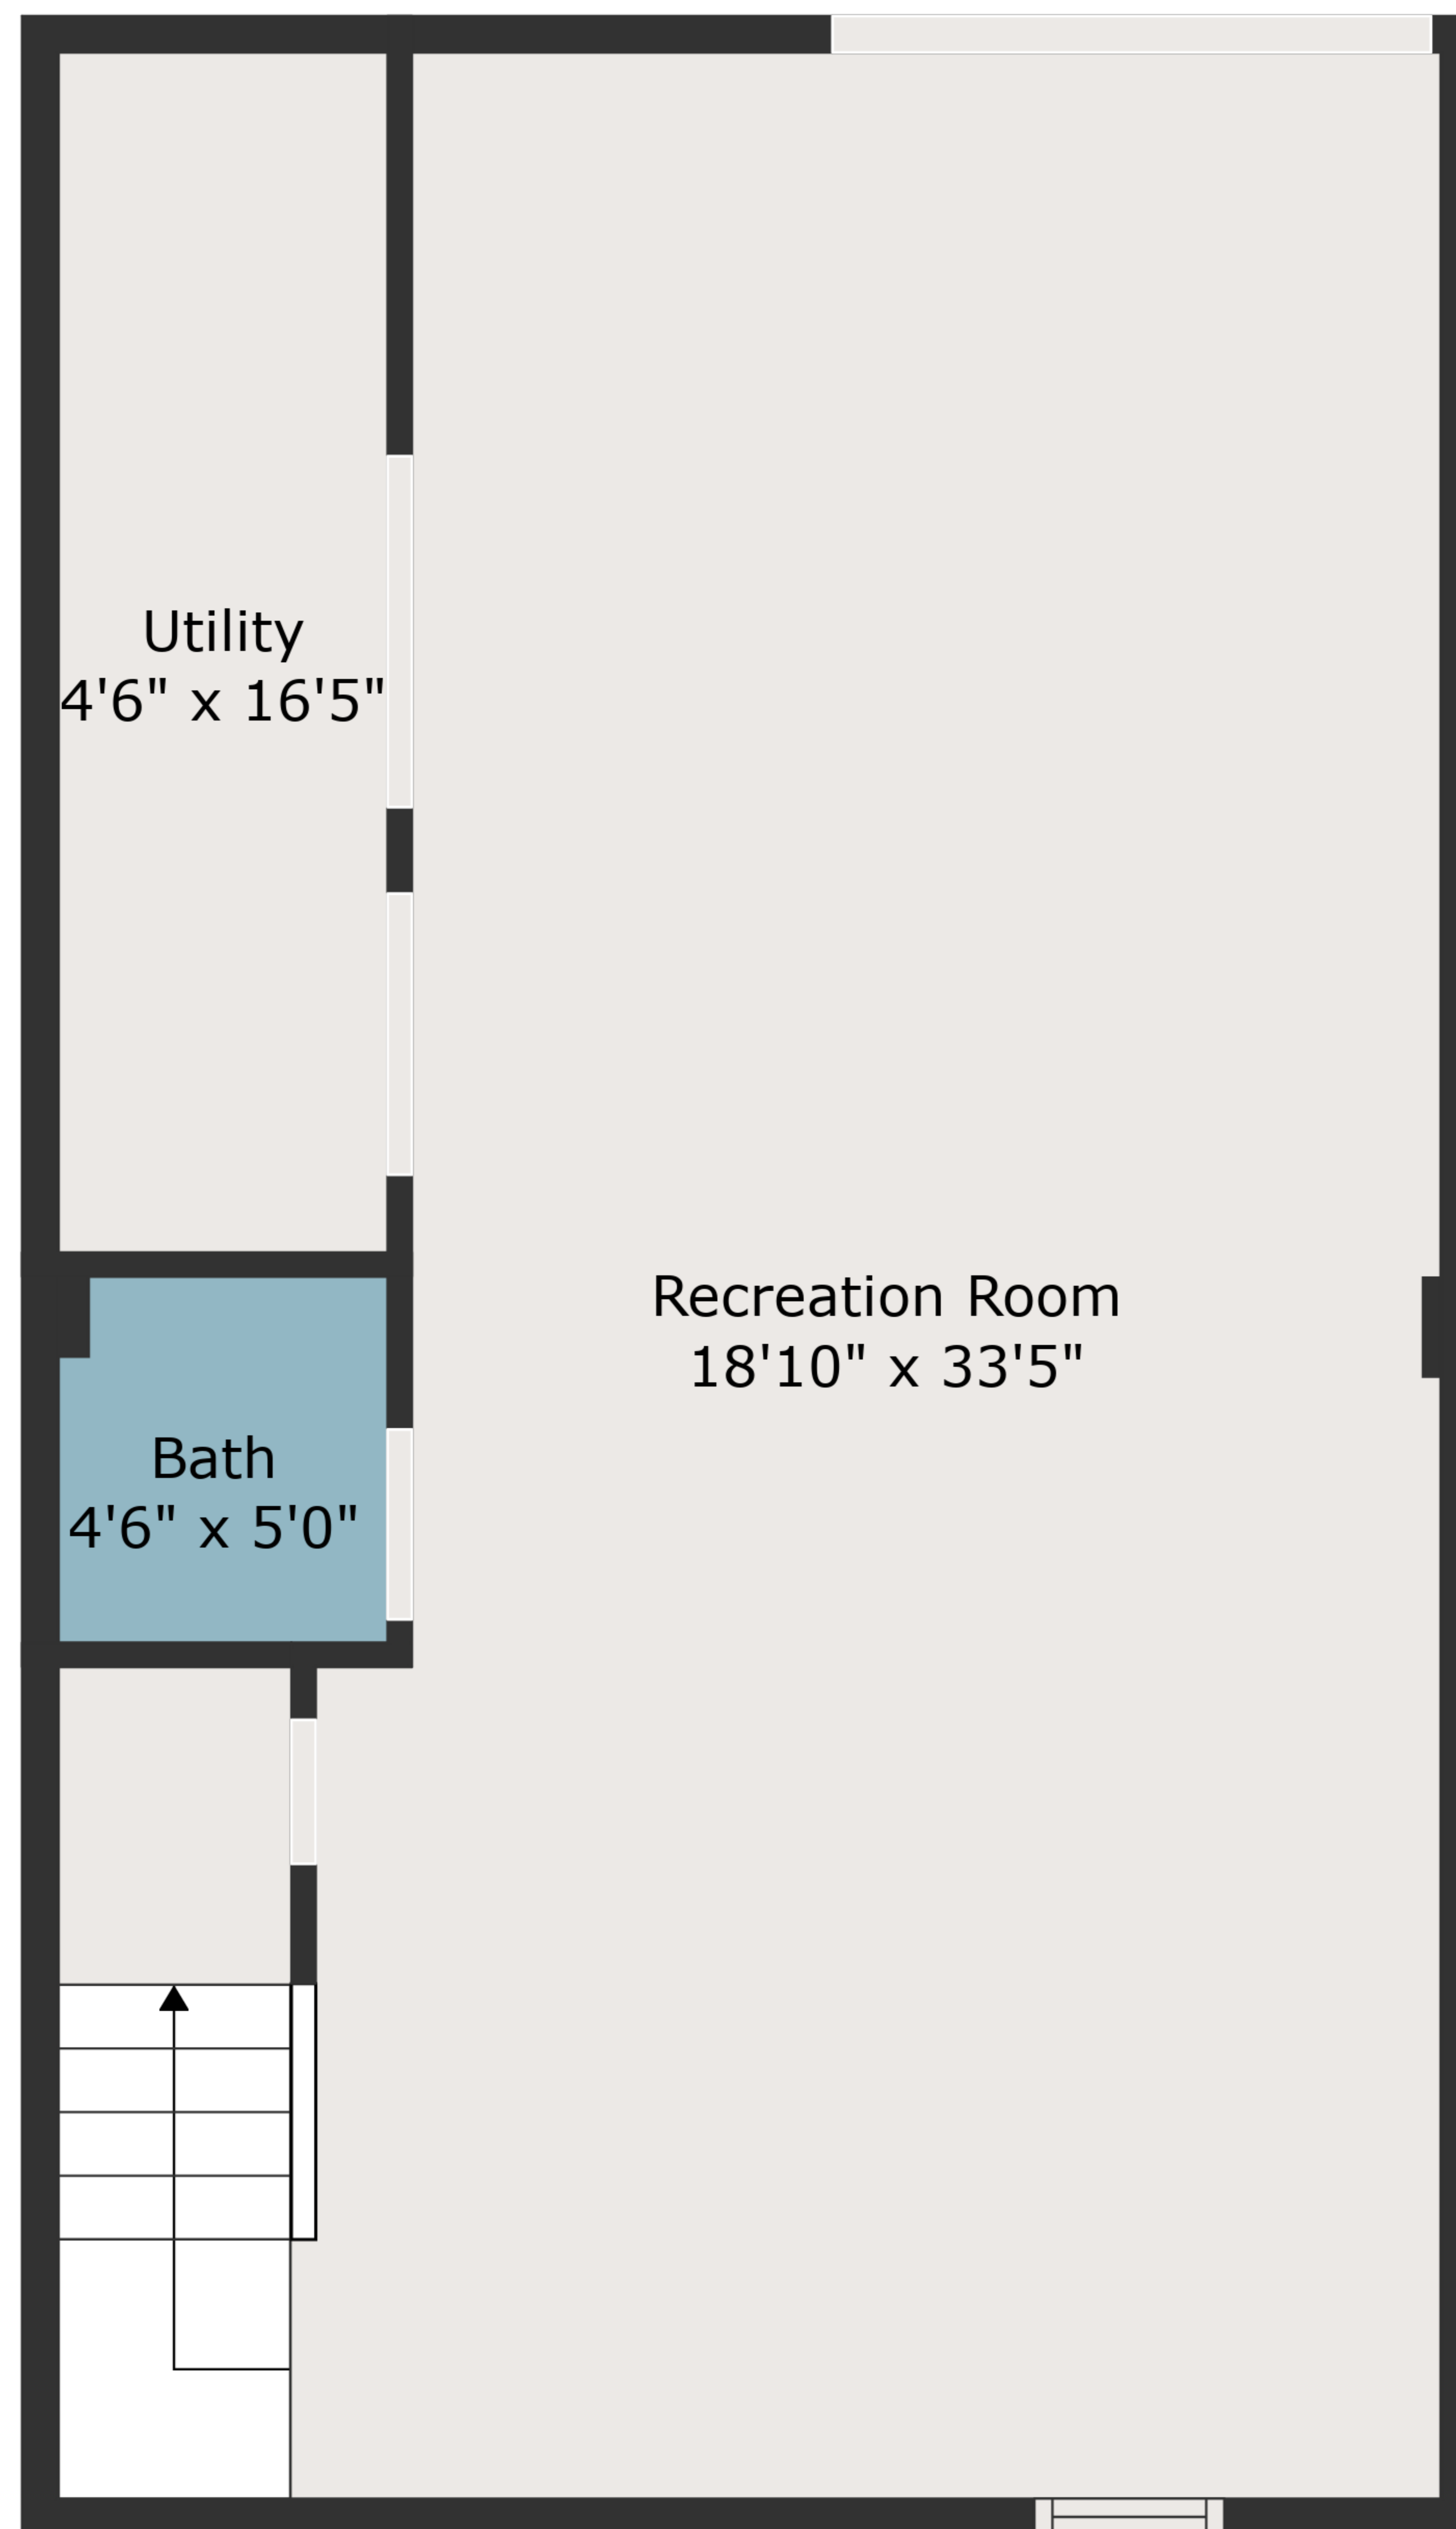 Utility
4'6" x 16'5"
Recreation Room
18'10" x 33'5"
Bath
4'6" x 5'0"